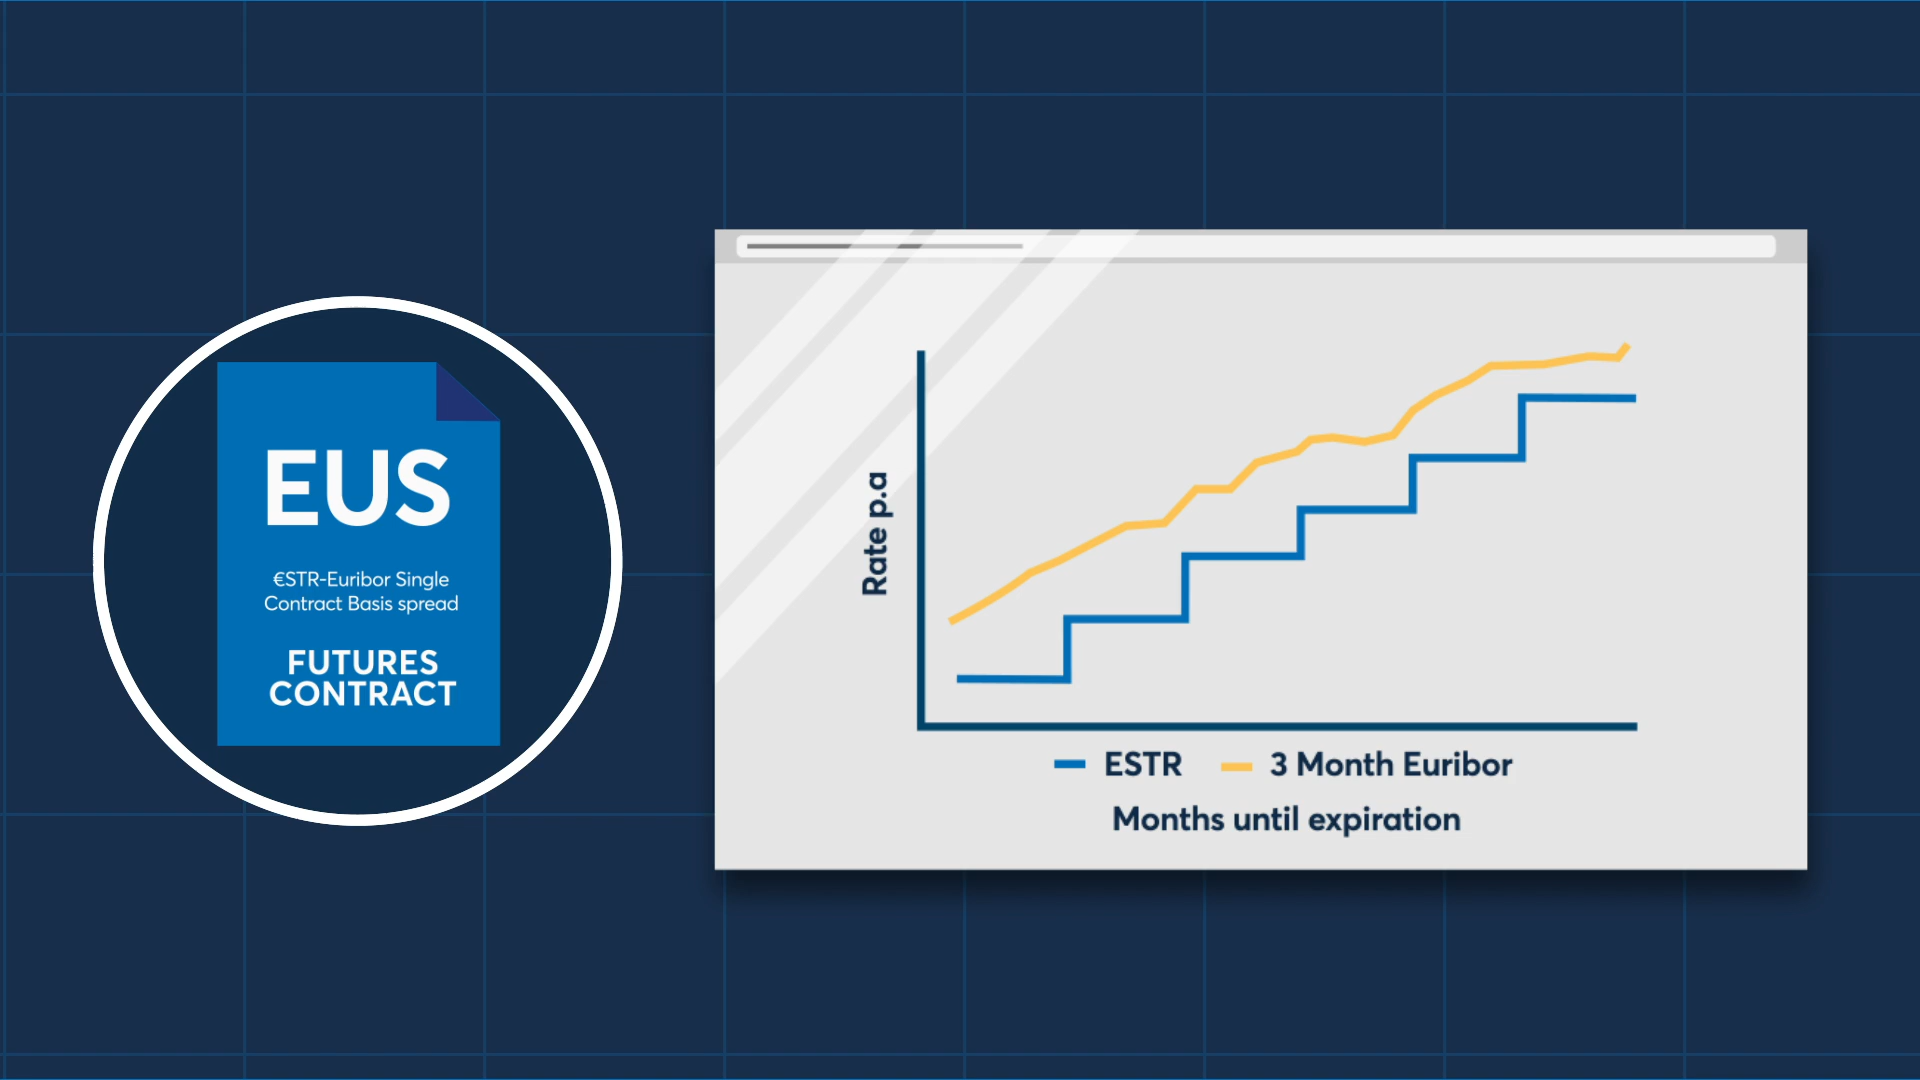 EUS
€STR-Euribor Single
Contract Basis spread
FUTURES
CONTRACT
Rate p.a
ESTR
3 Month Euribor
Months until expiration